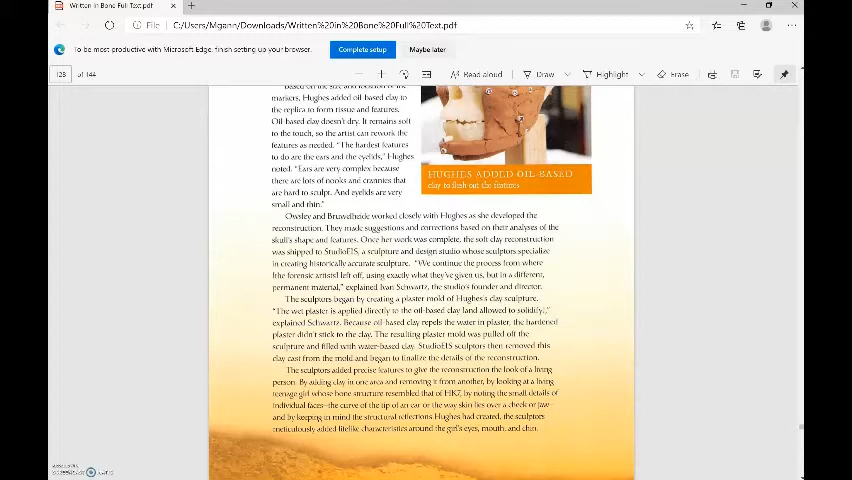 Written in Bone Full Text.pdf
File
C:/Users/Mgann/Downloads/Written%20in%20Bone%20Full%20Text.pdf
To be most productive with Microsoft Edge, finish setting up your browser.
Complete setup
Maybe later
128 of 144
Read aloud
Draw
Highlight
Erase
based on the size and location of the
markers, Hughes added oil-based clay to
the replica to form tissue and features.
Oil-based clay doesn't dry. It remains soft
to the touch, so the artist can rework the
features as needed. "The hardest features
to do are the ears and the eyelids," Hughes
noted. "Ears are very complex because
there are lots of nooks and crannies that
are hard to sculpt. And eyelids are very
small and thin."
HUGHES ADDED OIL-BASED
clay to flesh out the features
Owsley and Bruwelheide worked closely with Hughes as she developed the
reconstruction. They made suggestions and corrections based on their analyses of the
skull's shape and features. Once her work was complete, the soft clay reconstruction
was shipped to StudioEIS, a sculpture and design studio whose sculptors specialize
in creating historically accurate sculpture. "We continue the process from where
[the forensic artists] left off, using exactly what they've given us, but in a different,
permanent material," explained Ivan Schwartz, the studio's founder and director.
The sculptors began by creating a plaster mold of Hughes's clay sculpture.
"The wet plaster is applied directly to the oil-based clay [and allowed to solidify],"
explained Schwartz. Because oil-based clay repels the water in plaster, the hardened
plaster didn't stick to the clay. The resulting plaster mold was pulled off the
sculpture and filled with water-based clay. StudioEIS sculptors then removed this
clay cast from the mold and began to finalize the details of the reconstruction.
The sculptors added precise features to give the reconstruction the look of a living
person. By adding clay in one area and removing it from another, by looking at a living
teenage girl whose bone structure resembled that of HK7, by noting the small details of
individual faces—the curve of the tip of an ear or the way skin lies over a cheek or jaw—
and by keeping in mind the structural reflections Hughes had created, the sculptors
meticulously added lifelike characteristics around the girl's eyes, mouth, and chin.